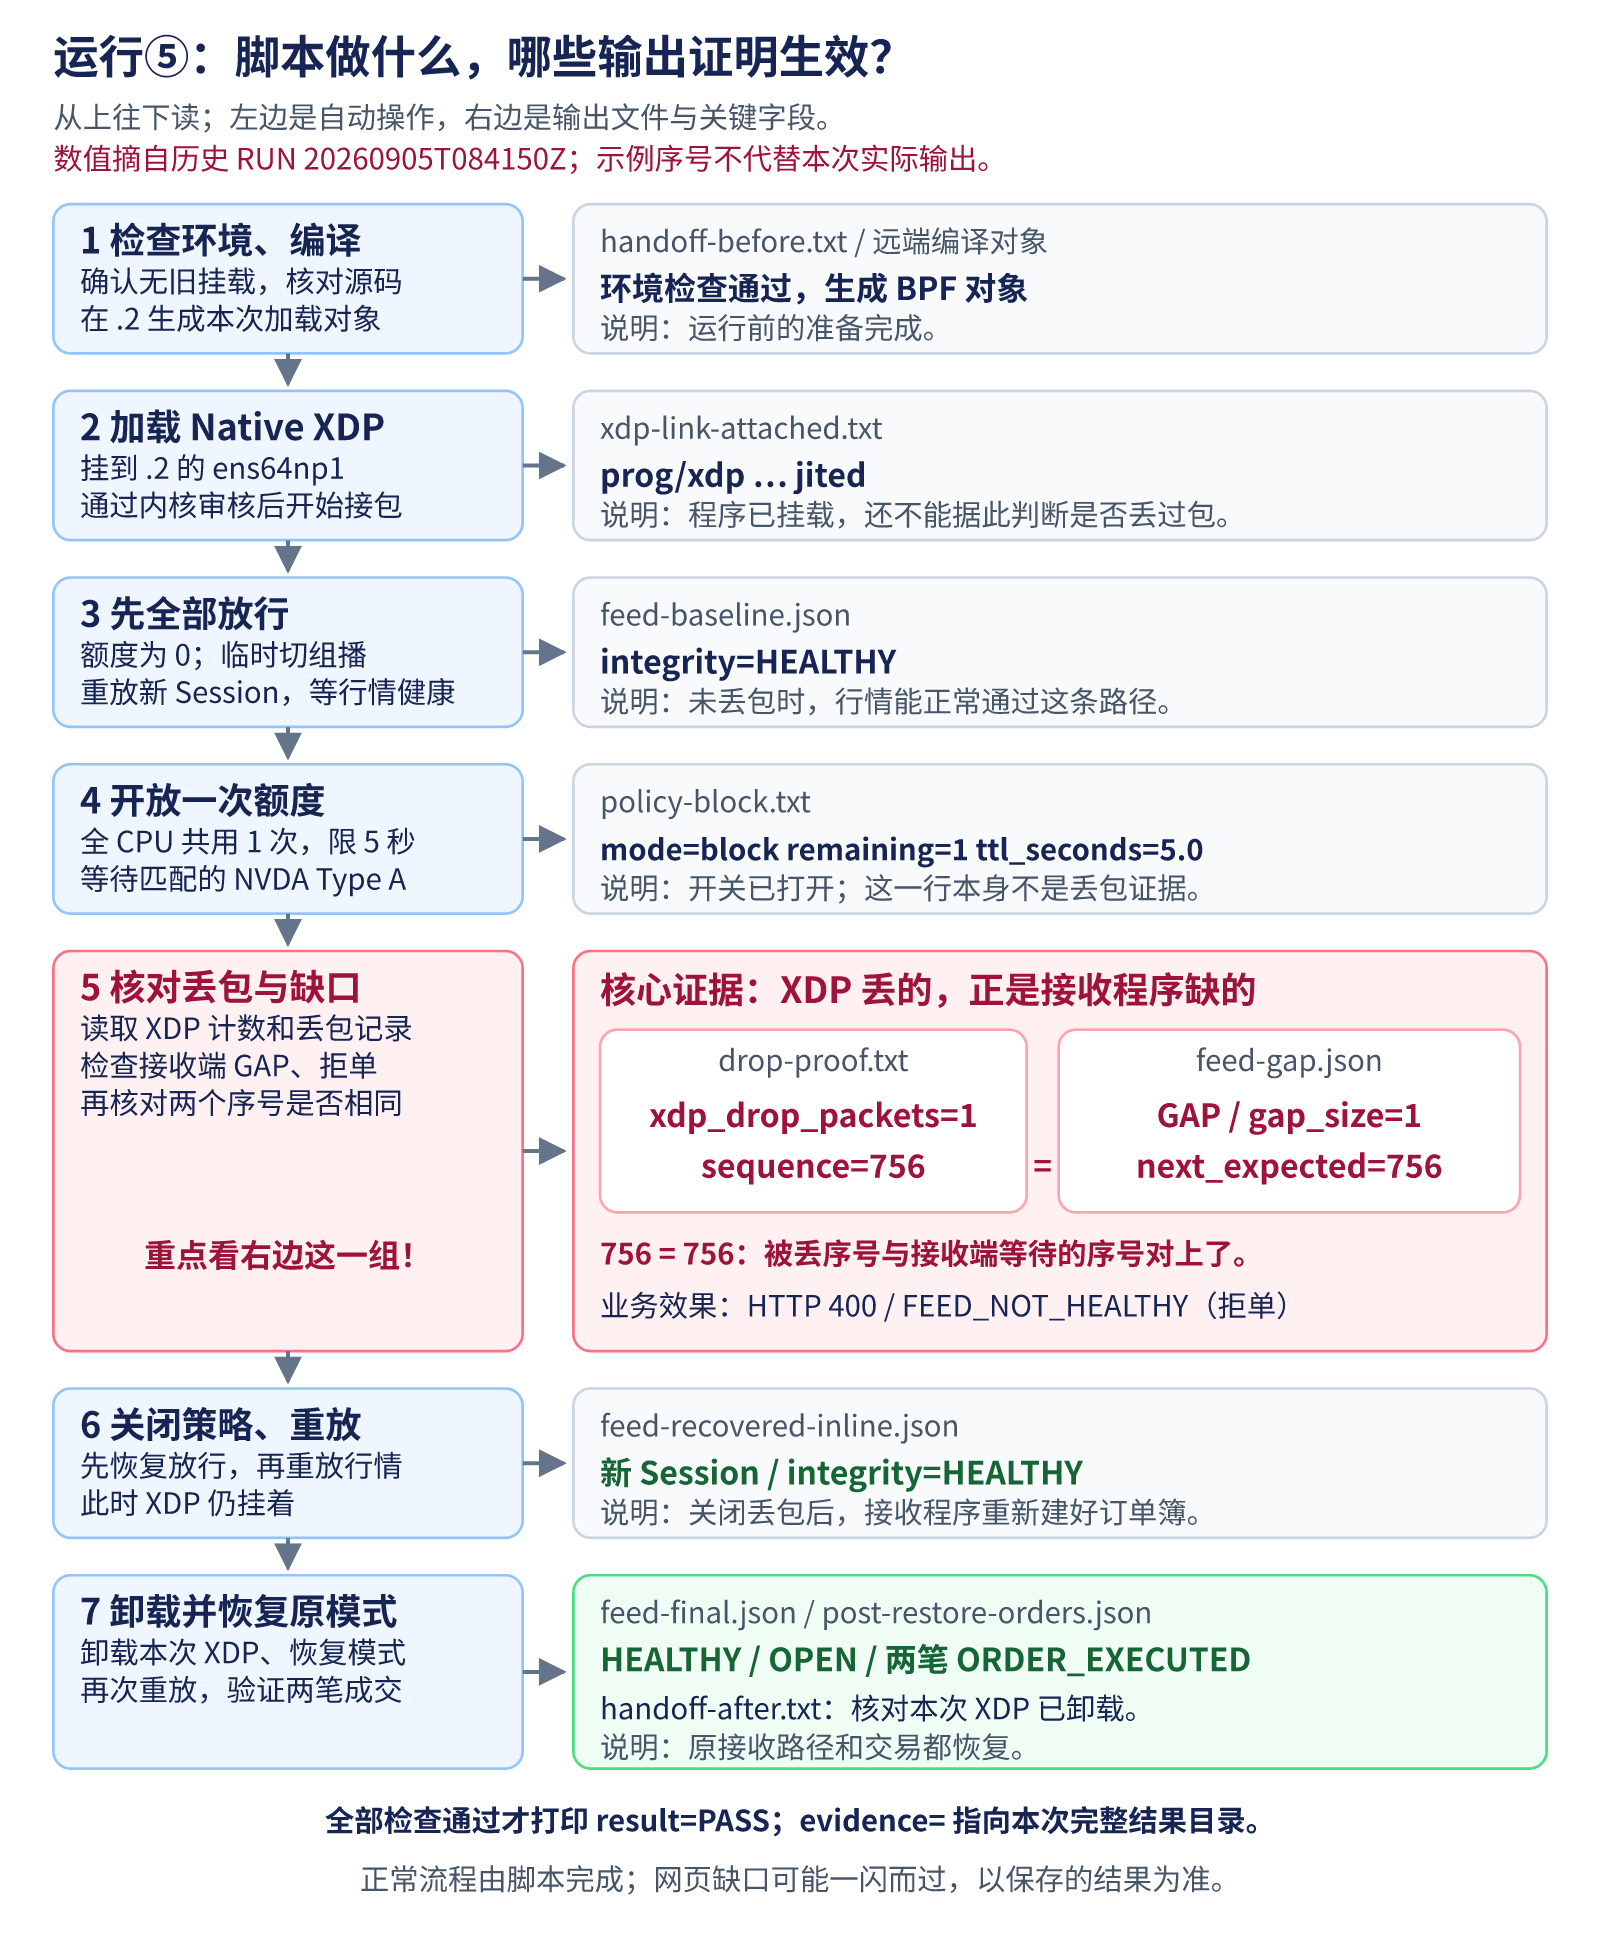 运行⑤：脚本做什么，哪些输出证明生效？
从上往下读；左边是自动操作，右边是输出文件与关键字段。
数值摘自历史 RUN 20260905T084150Z；示例序号不代替本次实际输出。
1 检查环境、编译
确认无旧挂载，核对源码
在 .2 生成本次加载对象
handoff-before.txt / 远端编译对象
环境检查通过，生成 BPF 对象
说明：运行前的准备完成。
2 加载 Native XDP
挂到 .2 的 ens64np1
通过内核审核后开始接包
xdp-link-attached.txt
prog/xdp … jited
说明：程序已挂载，还不能据此判断是否丢过包。
3 先全部放行
额度为 0；临时切组播
重放新 Session，等行情健康
feed-baseline.json
integrity=HEALTHY
说明：未丢包时，行情能正常通过这条路径。
4 开放一次额度
全 CPU 共用 1 次，限 5 秒
等待匹配的 NVDA Type A
policy-block.txt
mode=block remaining=1 ttl_seconds=5.0
说明：开关已打开；这一行本身不是丢包证据。
5 核对丢包与缺口
读取 XDP 计数和丢包记录
检查接收端 GAP、拒单
再核对两个序号是否相同
重点看右边这一组！
核心证据：XDP 丢的，正是接收程序缺的
drop-proof.txt
xdp_drop_packets=1
sequence=756
=
feed-gap.json
GAP / gap_size=1
next_expected=756
756 = 756：被丢序号与接收端等待的序号对上了。
业务效果：HTTP 400 / FEED_NOT_HEALTHY（拒单）
6 关闭策略、重放
先恢复放行，再重放行情
此时 XDP 仍挂着
feed-recovered-inline.json
新 Session / integrity=HEALTHY
说明：关闭丢包后，接收程序重新建好订单簿。
7 卸载并恢复原模式
卸载本次 XDP、恢复模式
再次重放，验证两笔成交
feed-final.json / post-restore-orders.json
HEALTHY / OPEN / 两笔 ORDER_EXECUTED
handoff-after.txt：核对本次 XDP 已卸载。
说明：原接收路径和交易都恢复。
全部检查通过才打印 result=PASS；evidence= 指向本次完整结果目录。
正常流程由脚本完成；网页缺口可能一闪而过，以保存的结果为准。